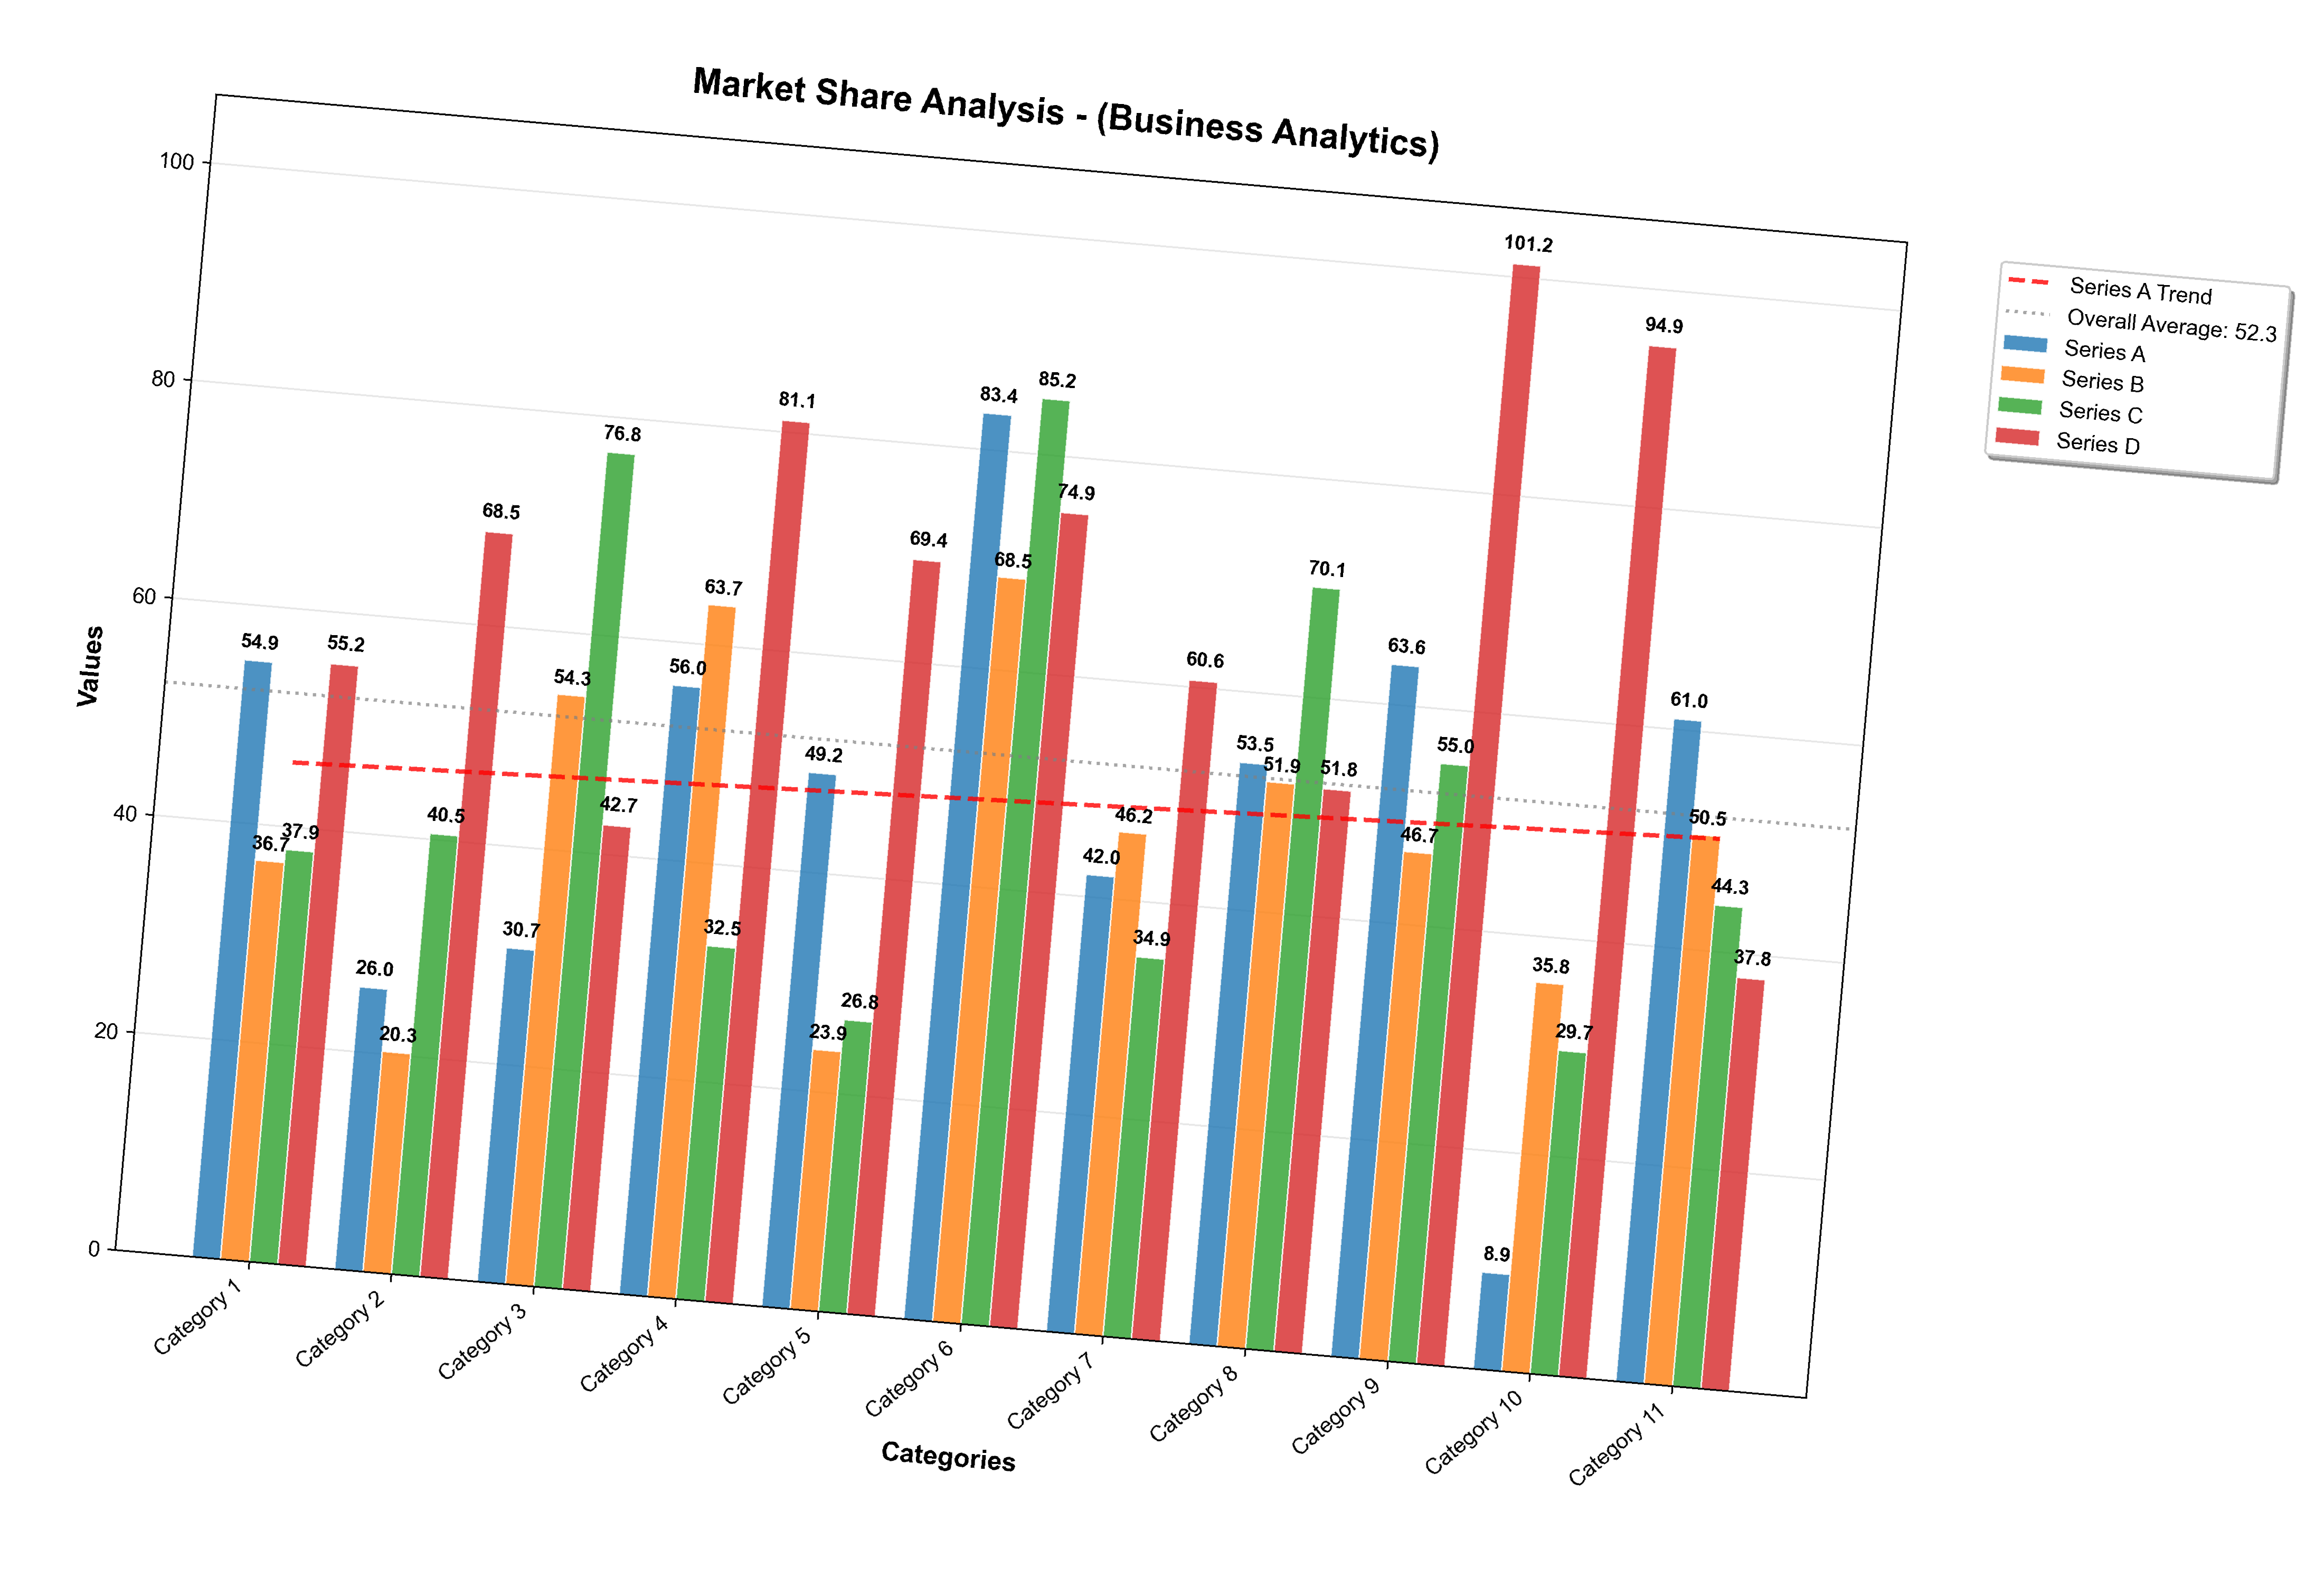 Market Share Analysis - (Business Analytics)
Values
100
80
60
40
20
0
54.9
36.7
37.9
55.2
26.0
20.3
40.5
68.5
30.7
54.3
76.8
42.7
56.0
63.7
32.5
81.1
49.2
23.9
26.8
69.4
83.4
68.5
85.2
74.9
42.0
46.2
34.9
60.6
53.5
51.9
70.1
51.8
63.6
46.7
55.0
101.2
8.9
35.8
29.7
94.9
61.0
50.5
44.3
37.8
Category 1
Category 2
Category 3
Category 4
Category 5
Category 6
Category 7
Category 8
Category 9
Category 10
Category 11
Categories
Series A Trend
Overall Average: 52.3
Series A
Series B
Series C
Series D